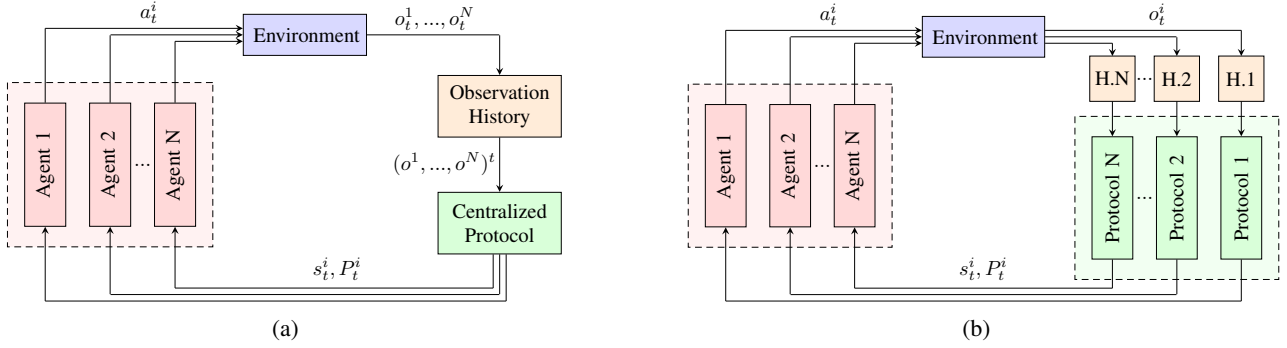 a_t^i
Environment
o_t^1, ..., o_t^N
Observation
History
(o^1, ..., o^N)^t
Centralized
Protocol
Agent 1
Agent 2
...
Agent N
s_t^i, P_t^i
(a)
a_t^i
Environment
o_t^i
H.N
...
H.2
H.1
Agent 1
Agent 2
...
Agent N
Protocol N
...
Protocol 2
Protocol 1
s_t^i, P_t^i
(b)